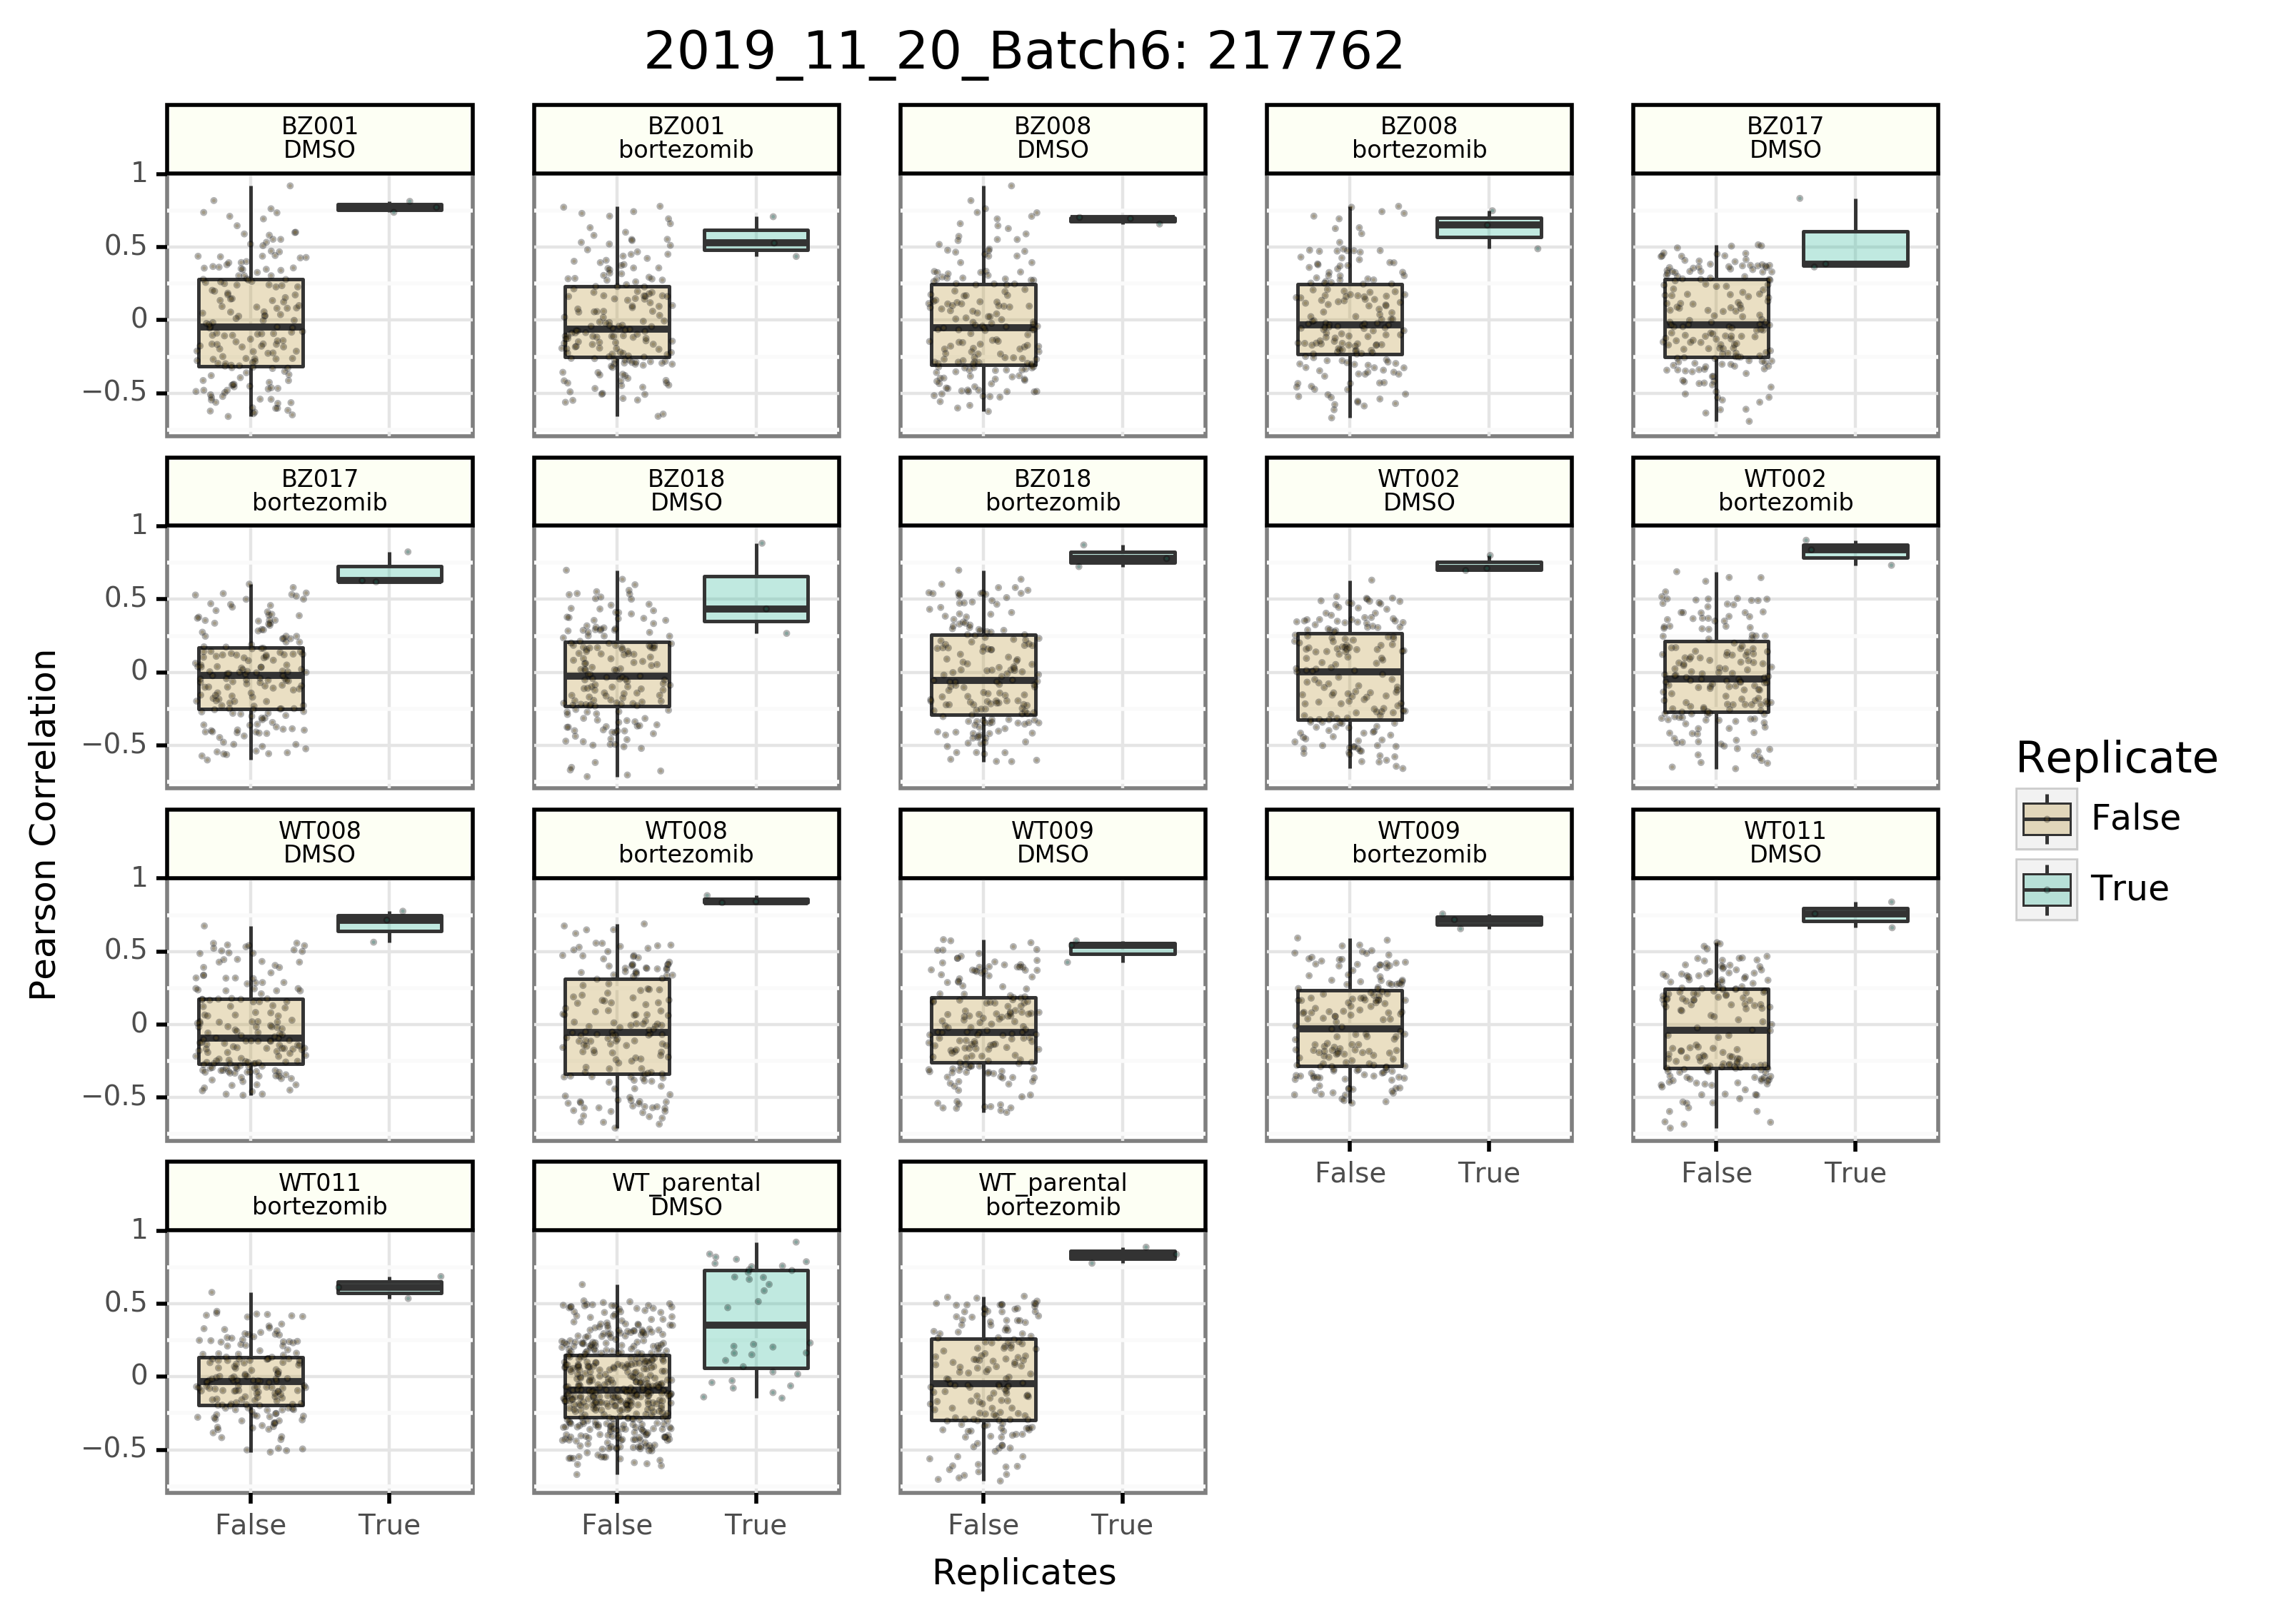 2019_11_20_Batch6: 217762
BZ001
DMSO
BZ001
bortezomib
BZ008
DMSO
BZ008
bortezomib
BZ017
DMSO
1
0.5
0
−0.5
BZ017
bortezomib
BZ018
DMSO
BZ018
bortezomib
WT002
DMSO
WT002
bortezomib
1
0.5
0
−0.5
Pearson Correlation
WT008
DMSO
WT008
bortezomib
WT009
DMSO
WT009
bortezomib
WT011
DMSO
1
0.5
0
−0.5
False True
False True
WT011
bortezomib
WT_parental
DMSO
WT_parental
bortezomib
1
0.5
0
−0.5
False True
False True
False True
Replicates
Replicate
False
True